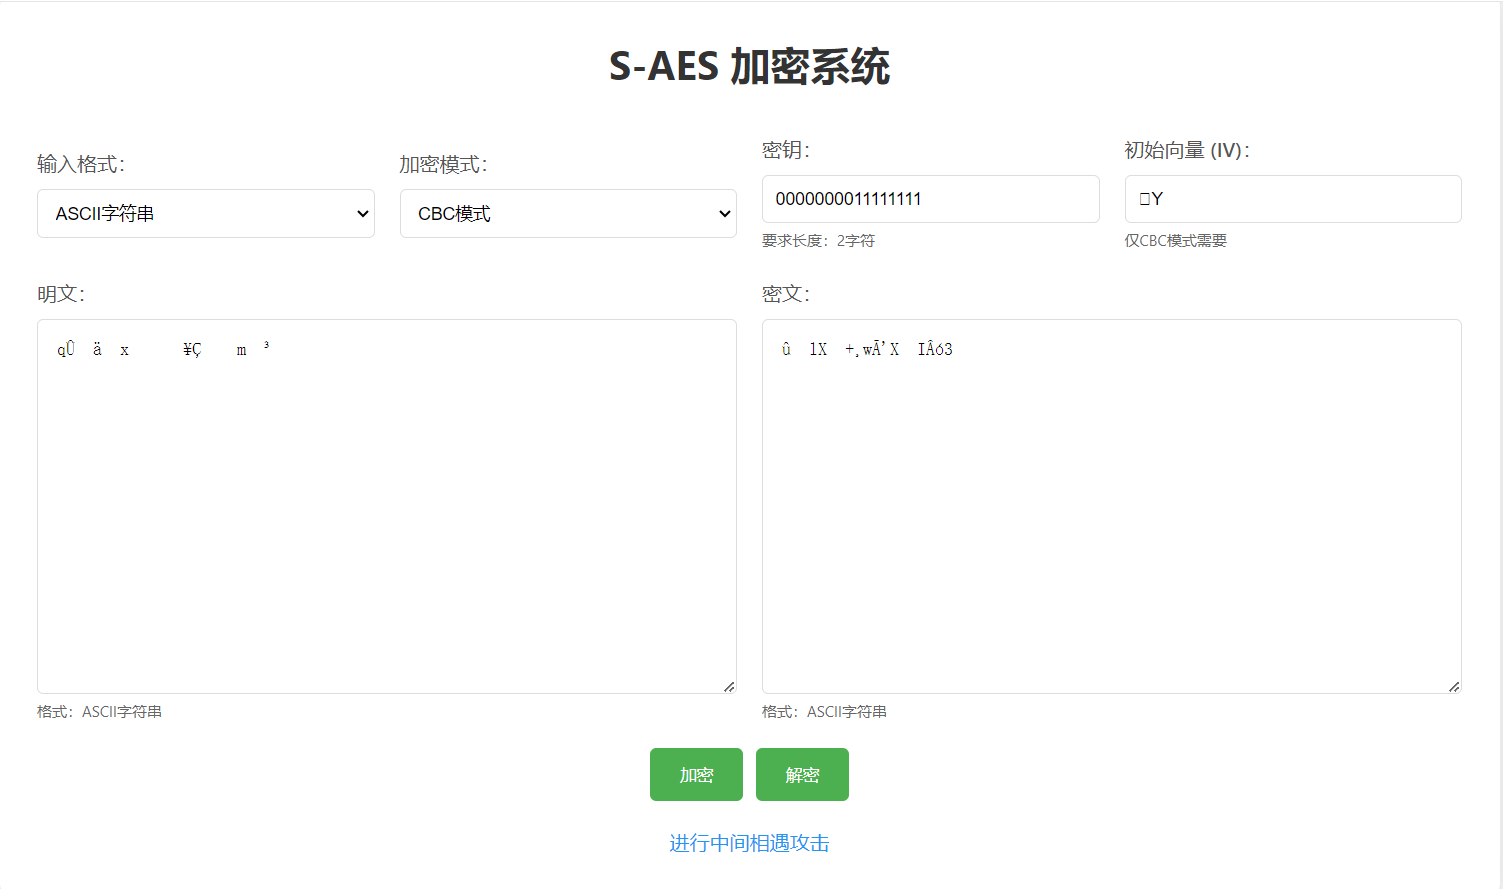 S-AES 加密系统
输入格式：
ASCII字符串
加密模式：
CBC模式
密钥：
0000000011111111
要求长度：2字符
初始向量 (IV)：
□Y
仅CBC模式需要
明文：
qÛ ä x ¥Ç m ³
格式：ASCII字符串
密文：
û lX +¸wÃ’X IÂó3
格式：ASCII字符串
加密
解密
进行中间相遇攻击